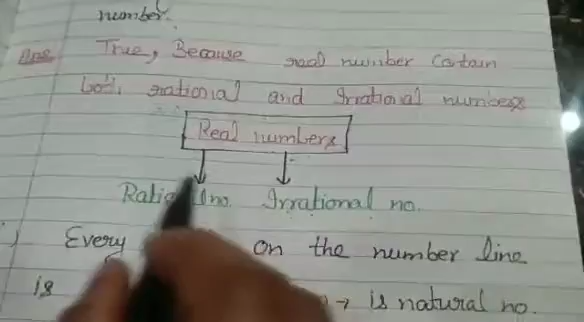 number.
Ans True, Because real number contain
both rational and Irrational numbers
Real numbers
Rational no. Irrational no.
Every on the number line
is is natural no.